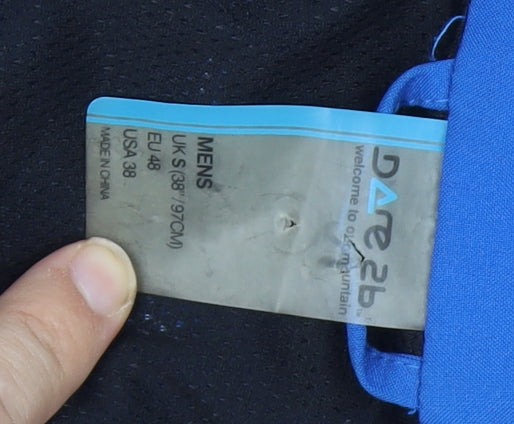 DARE 2b
welcome to our mountain
MENS
UK S (38"/97CM)
EU 48
USA 38
MADE IN CHINA